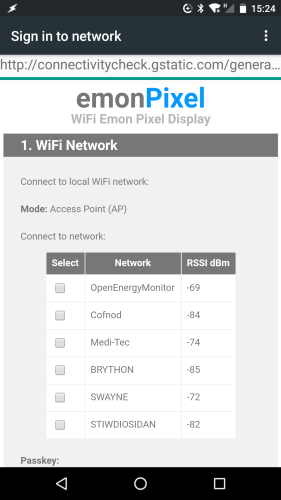 15:24
Sign in to network
http://connectivitycheck.gstatic.com/genera...
emonPixel
WiFi Emon Pixel Display
1. WiFi Network
Connect to local WiFi network:
Mode: Access Point (AP)
Connect to network:
Select Network RSSI dBm
OpenEnergyMonitor -69
Cofnod -84
Medi-Tec -74
BRYTHON -85
SWAYNE -72
STIWDIOSIDAN -82
Passkey: